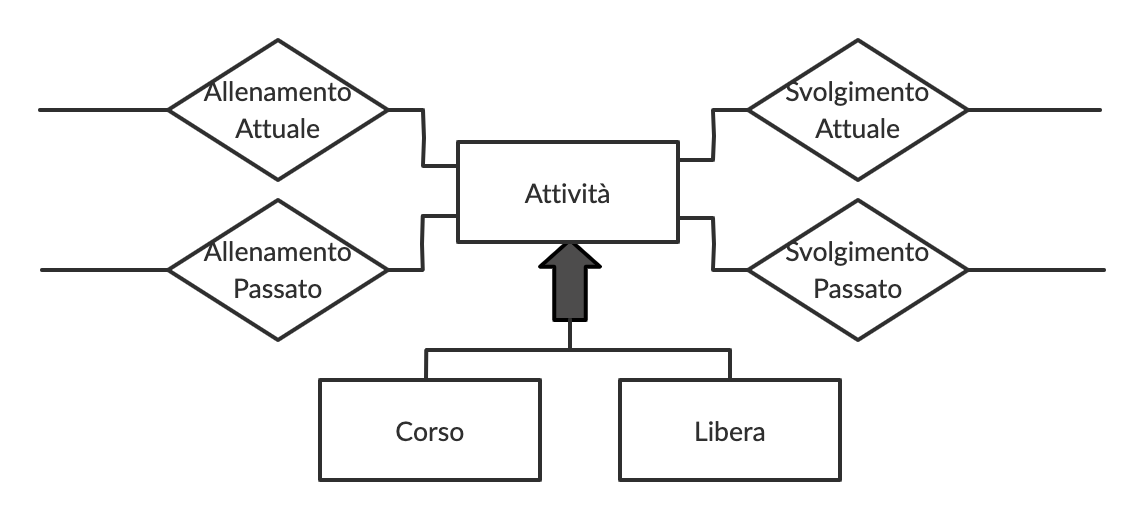 Allenamento
Attuale
Svolgimento
Attuale
Attività
Allenamento
Passato
Svolgimento
Passato
Corso
Libera